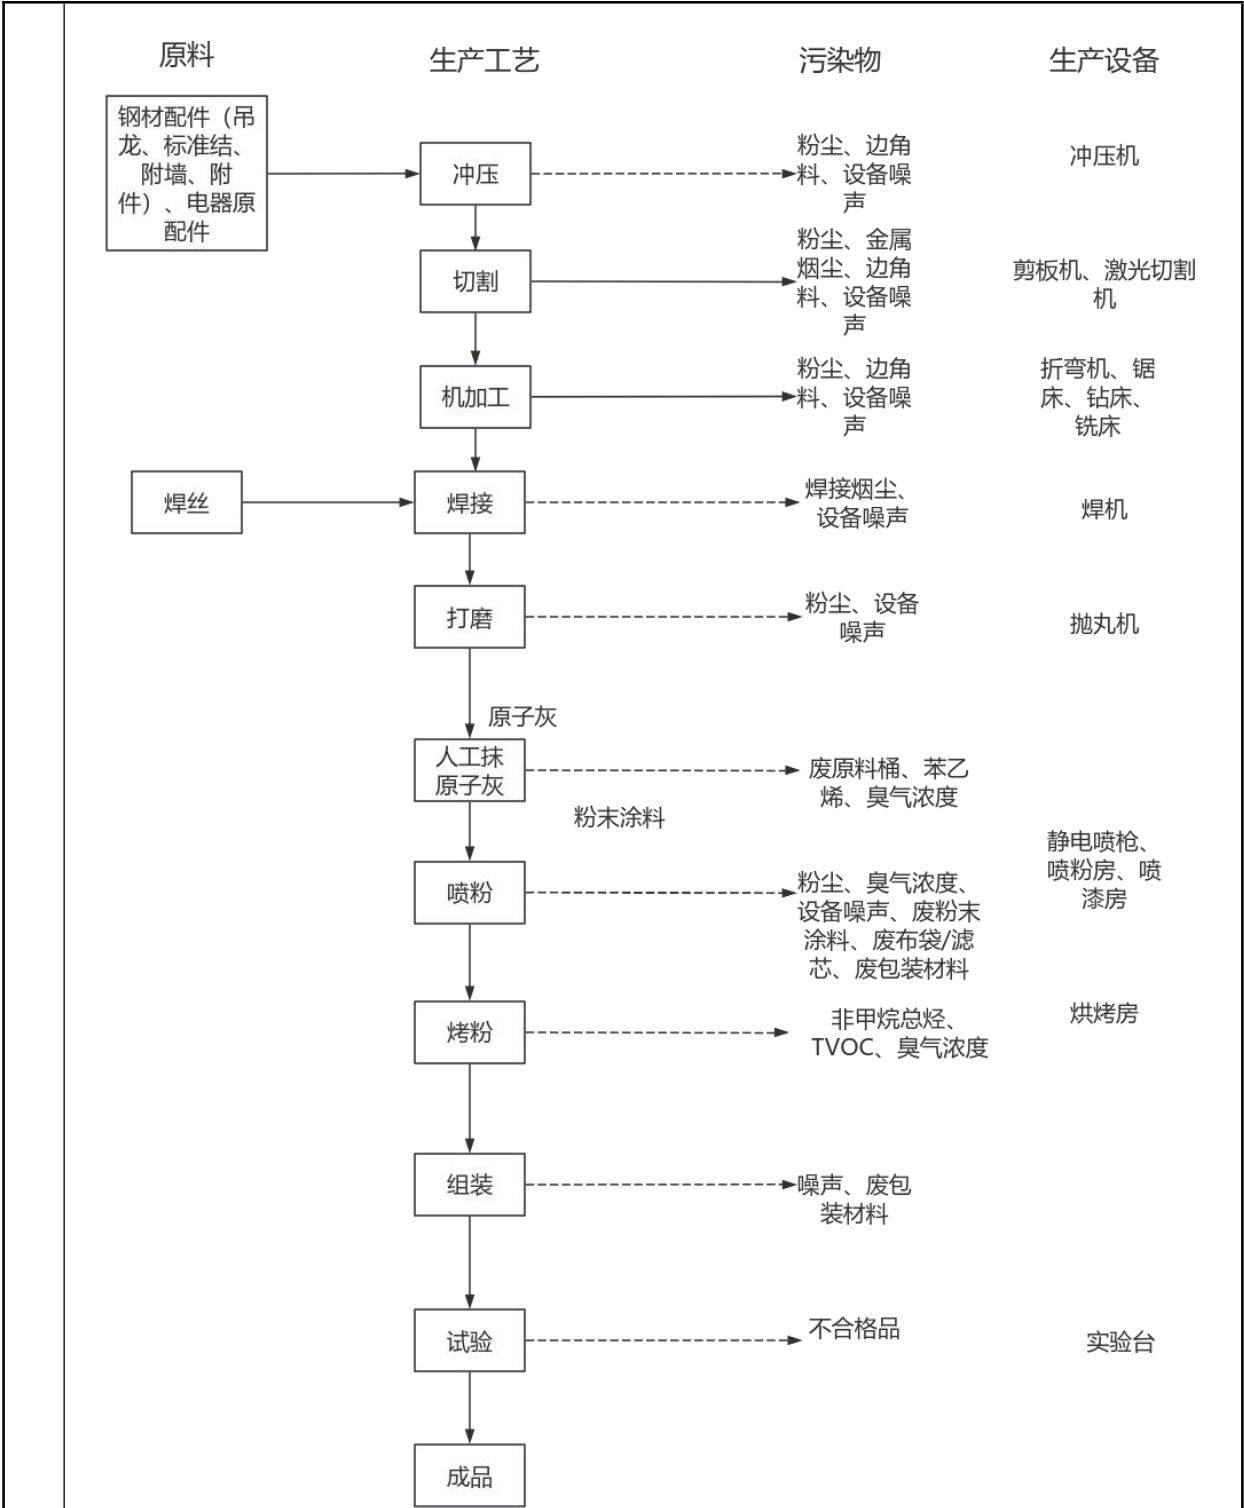 原料
生产工艺
污染物
生产设备
钢材配件（吊
龙、标准结、
附墙、附
件）、电器原
配件
冲压
粉尘、边角
料、设备噪
声
冲压机
切割
粉尘、金属
烟尘、边角
料、设备噪
声
剪板机、激光切割
机
机加工
粉尘、边角
料、设备噪
声
折弯机、锯
床、钻床、
铣床
焊丝
焊接
焊接烟尘、
设备噪声
焊机
打磨
粉尘、设备
噪声
抛丸机
原子灰
人工抹
原子灰
废原料桶、苯乙
烯、臭气浓度
粉末涂料
喷粉
粉尘、臭气浓度、
设备噪声、废粉末
涂料、废布袋/滤
芯、废包装材料
静电喷枪、
喷粉房、喷
漆房
烤粉
非甲烷总烃、
TVOC、臭气浓度
烘烤房
组装
噪声、废包
装材料
试验
不合格品
实验台
成品